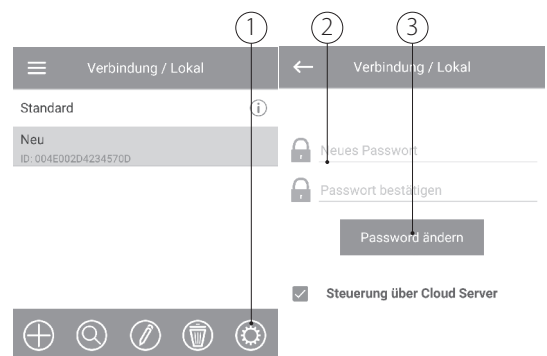 1
2
3
Verbindung / Lokal
Standard
Neu
ID: 004E002D4234570D
Verbindung / Lokal
Neues Passwort
Passwort bestätigen
Password ändern
Steuerung über Cloud Server